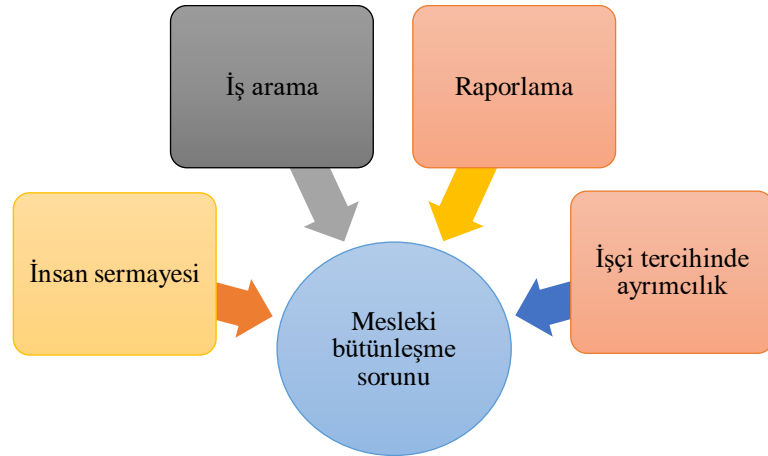 İş arama
Raporlama
İnsan sermayesi
İşçi tercihinde
ayrımcılık
Mesleki
bütünleşme
sorunu